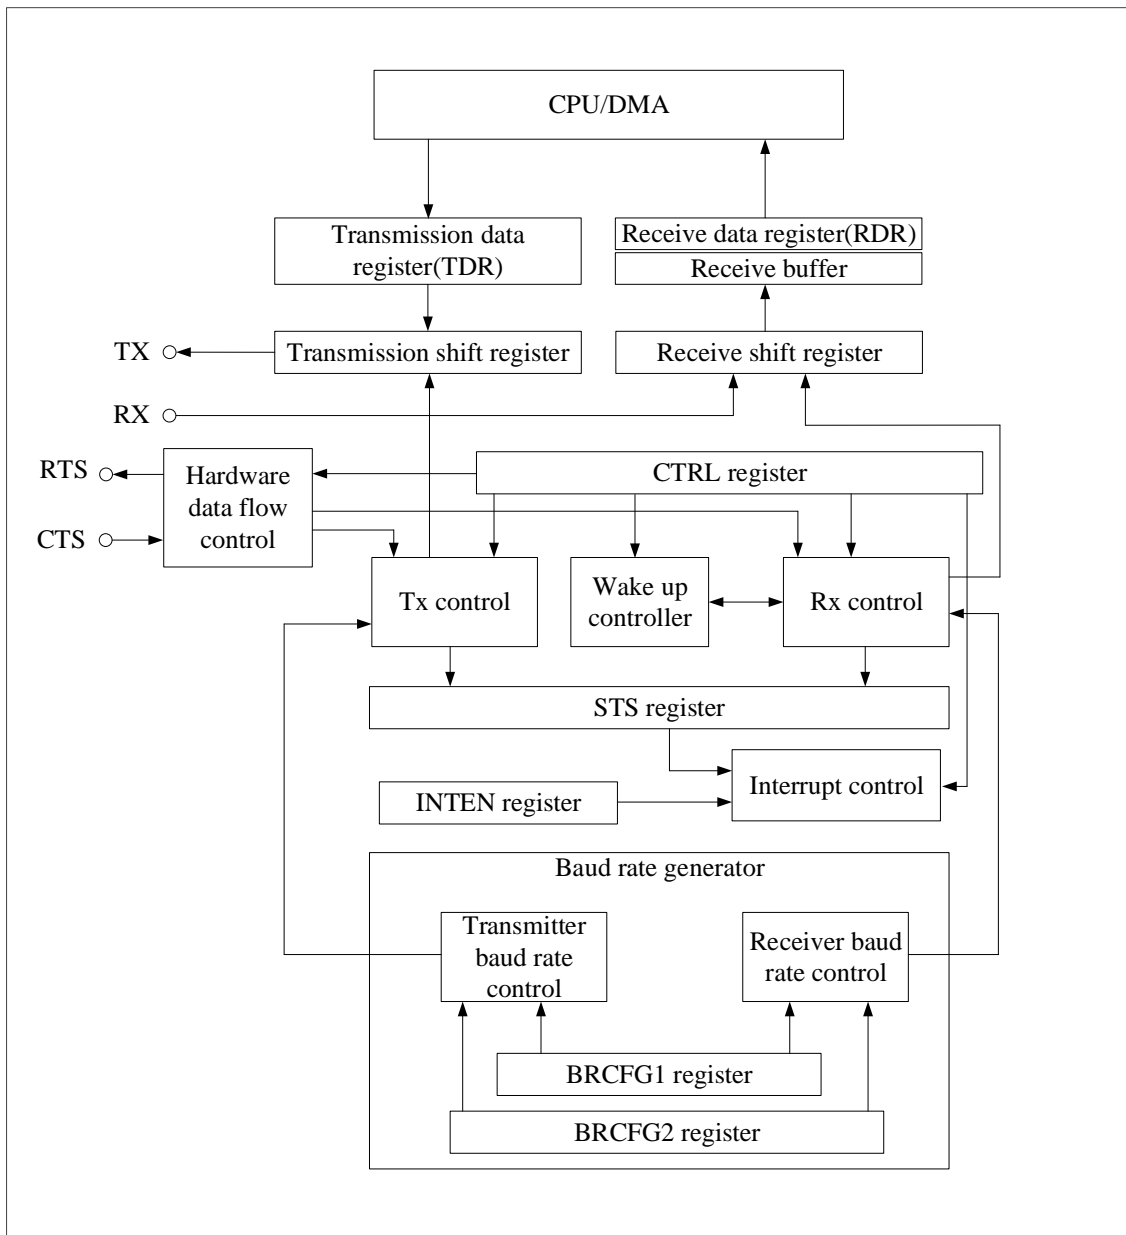 CPU/DMA
Transmission data
register(TDR)
Receive data register(RDR)
Receive buffer
TX
Transmission shift register
Receive shift register
RX
RTS
CTS
Hardware
data flow
control
CTRL register
Tx control
Wake up
controller
Rx control
STS register
Interrupt control
INTEN register
Baud rate generator
Transmitter
baud rate
control
Receiver baud
rate control
BRCFG1 register
BRCFG2 register